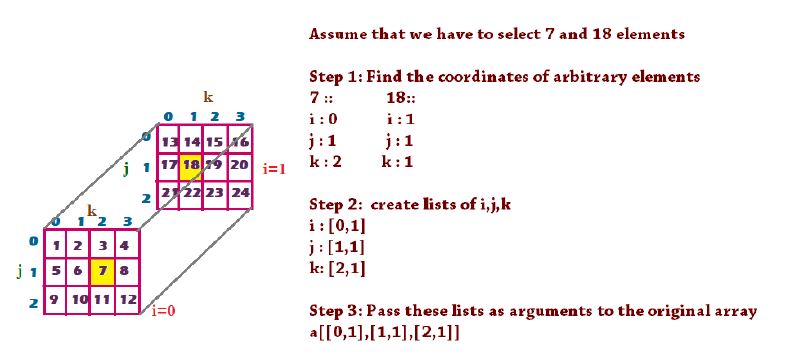 Assume that we have to select 7 and 18 elements
Step 1: Find the coordinates of arbitrary elements
7 :: 18::
i : 0 i : 1
j : 1 j : 1
k : 2 k : 1
Step 2: create lists of i,j,k
i : [0,1]
j : [1,1]
k: [2,1]
Step 3: Pass these lists as arguments to the original array
a[[0,1],[1,1],[2,1]]
k
0 1 2 3
0 13 14 15 16
j 1 17 18 19 20 i=1
2 21 22 23 24
k
0 1 2 3
0 1 2 3 4
j 1 5 6 7 8
2 9 10 11 12
i=0